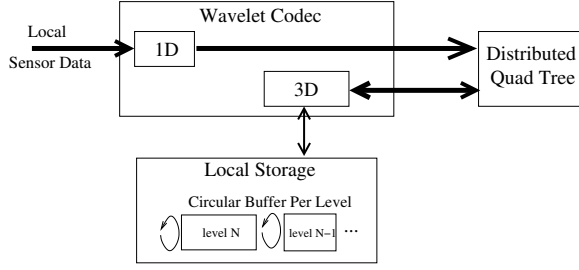 Wavelet Codec
Local
Sensor Data
1D
3D
Distributed
Quad Tree
Local Storage
Circular Buffer Per Level
level N
level N−1
...